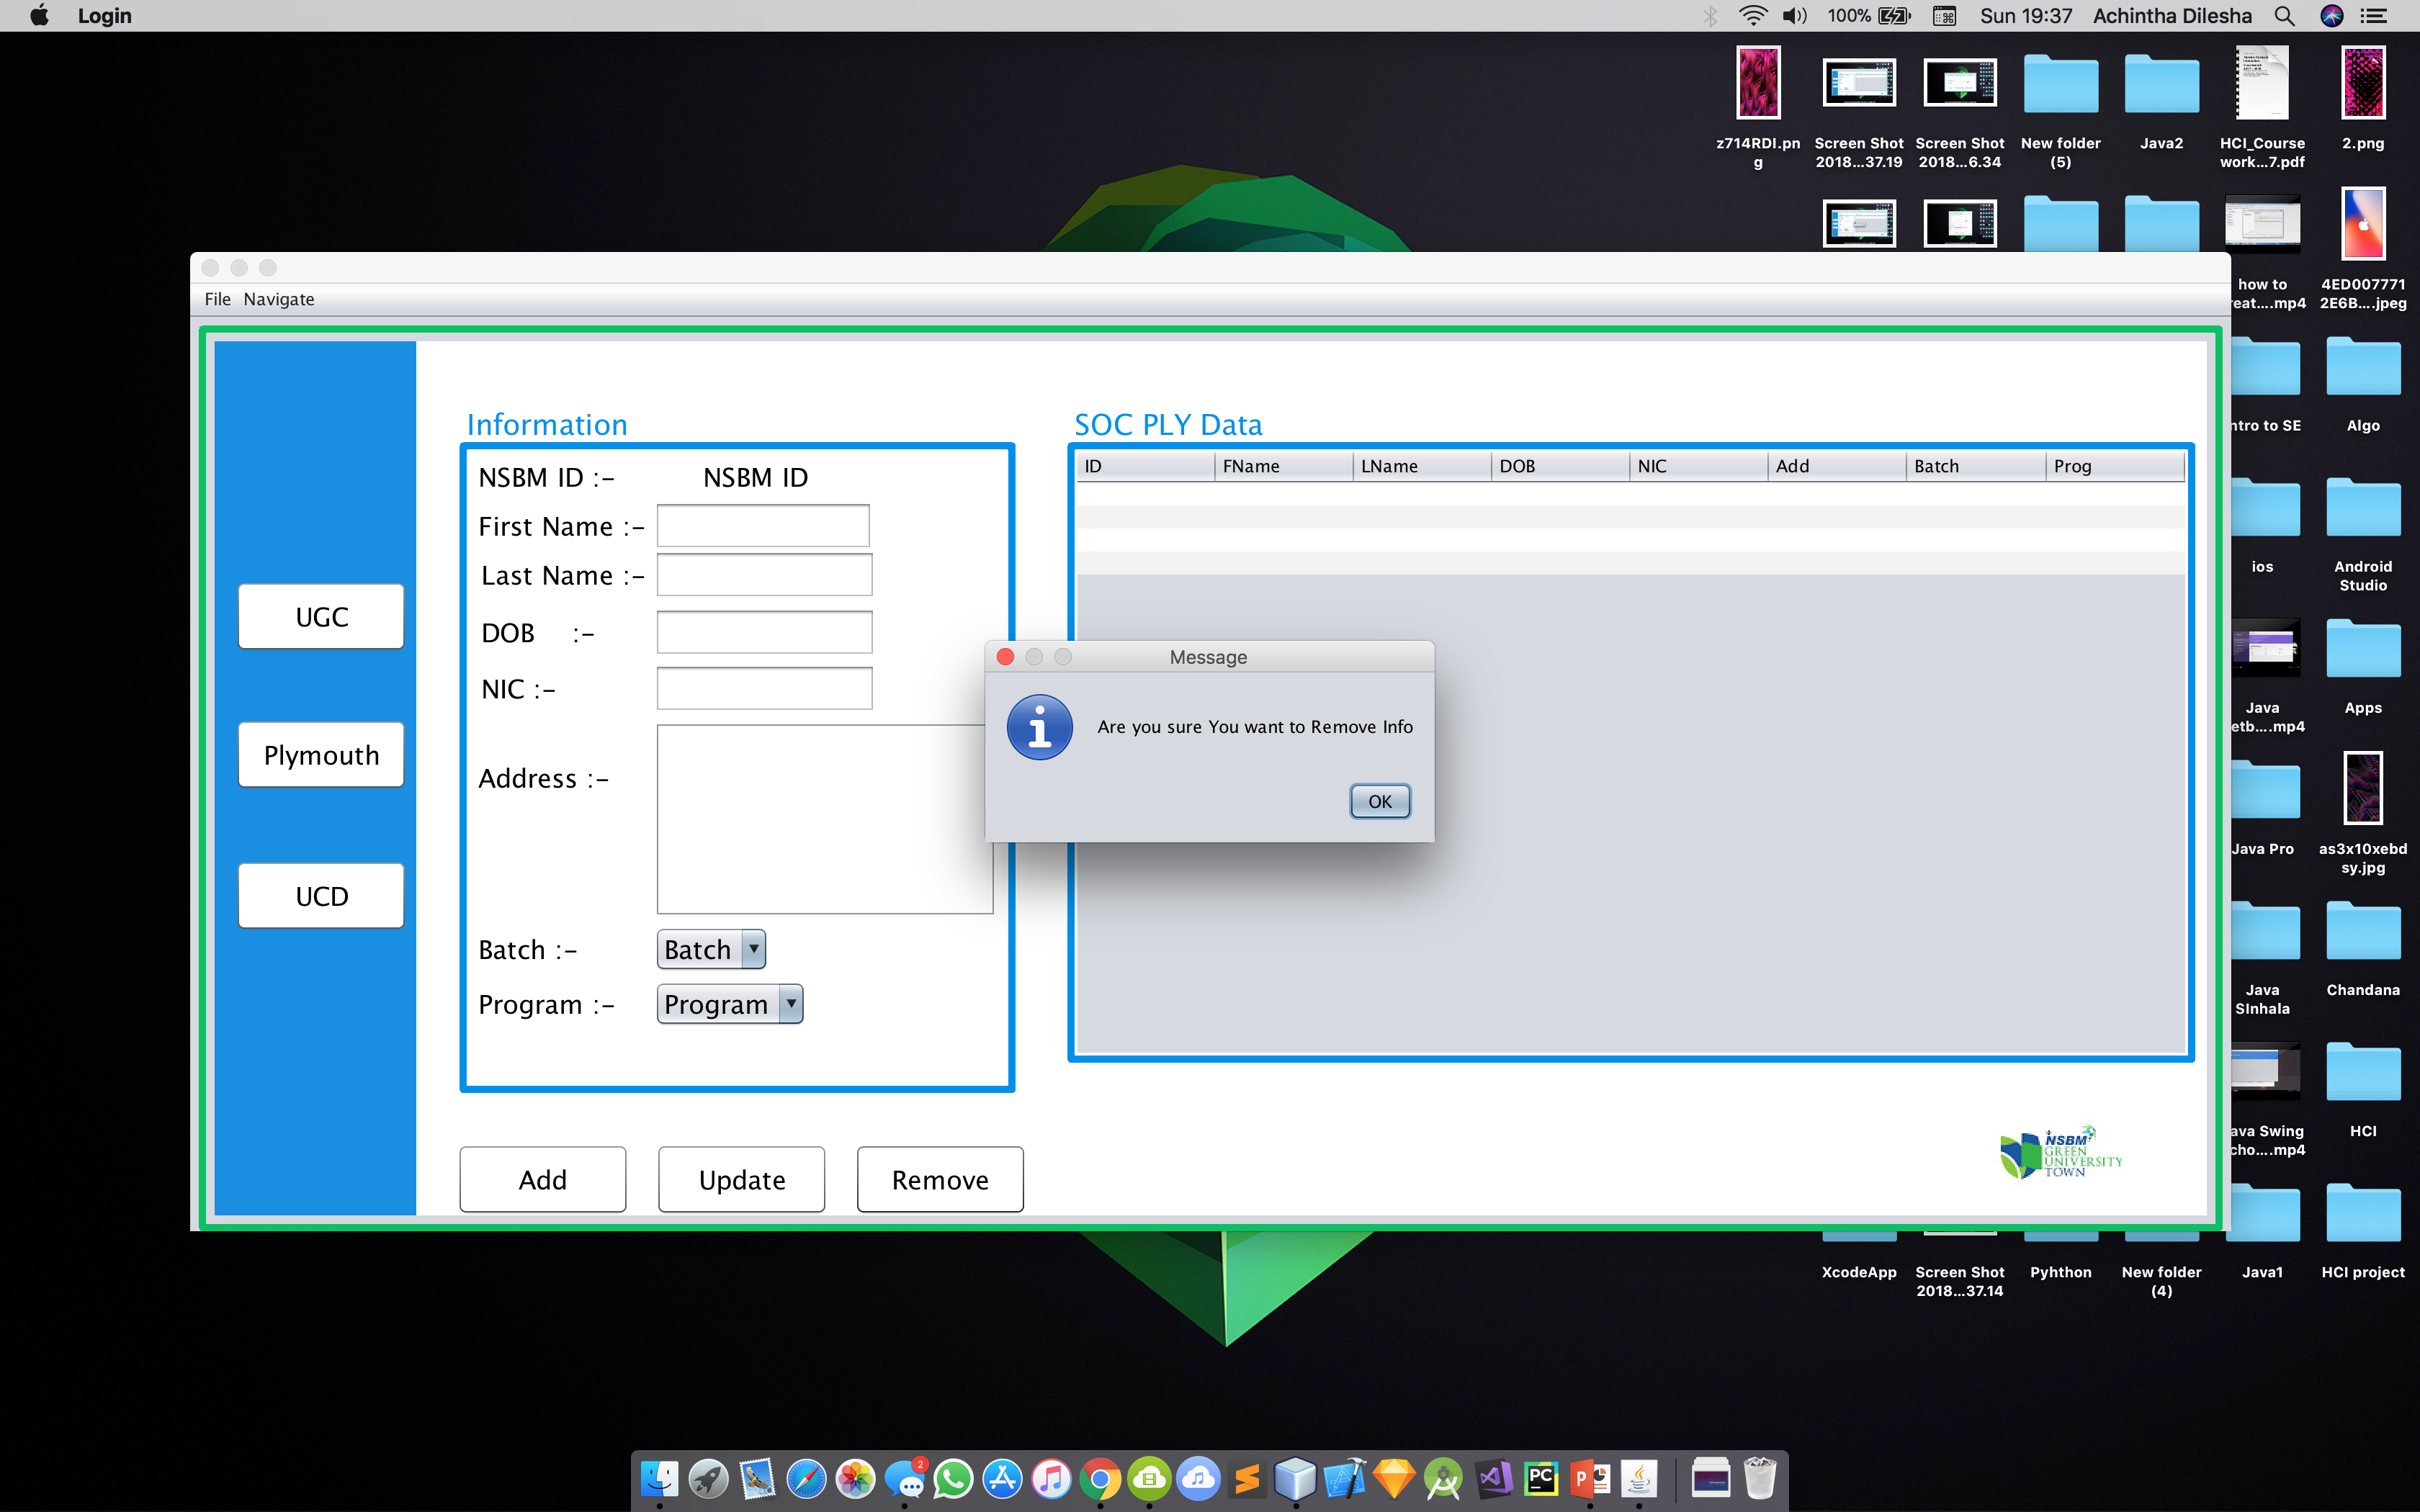 Login
100%
Sun 19:37
Achintha Dilesha
z714RDI.pn
g
Screen Shot
2018...37.19
Screen Shot
2018...6.34
New folder
(5)
Java2
HCI_Course
work...7.pdf
2.png
how to
reat....mp4
4ED007771
2E6B....jpeg
ntro to SE
Algo
ios
Android
Studio
Java
etb....mp4
Apps
Java Pro
as3x10xebd
sy.jpg
Java
SInhala
Chandana
ava Swing
cho....mp4
HCI
XcodeApp
Screen Shot
2018...37.14
Pyhthon
New folder
(4)
Java1
HCI project
File Navigate
UGC
Plymouth
UCD
Information
NSBM ID :- NSBM ID
First Name :-
Last Name :-
DOB :-
NIC :-
Address :-
Batch :- Batch
Program :- Program
Add
Update
Remove
SOC PLY Data
ID FName LName DOB NIC Add Batch Prog
Message
Are you sure You want to Remove Info
OK
NSBM
GREEN
UNIVERSITY
TOWN
2
PC
P